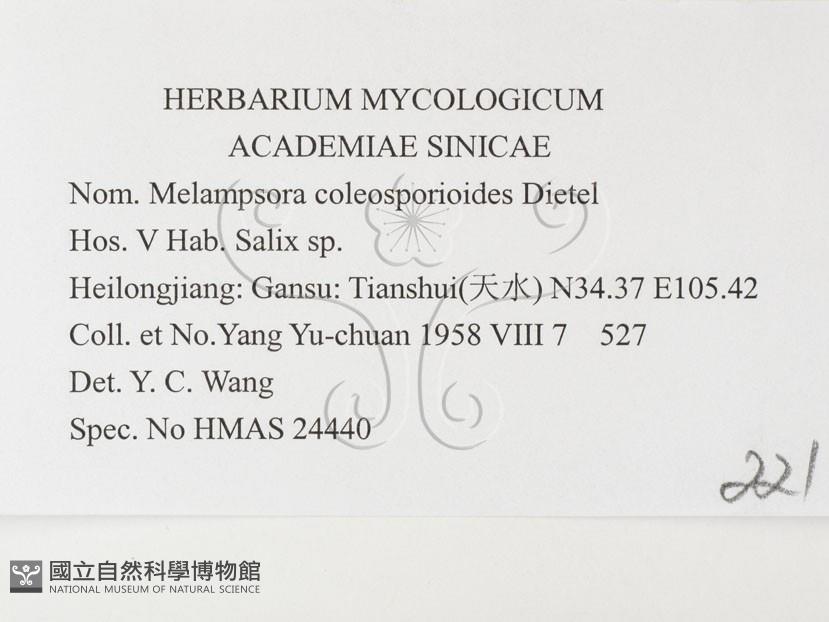 HERBARIUM MYCOLOGICUM
ACADEMIAE SINICAE
Nom. Melampsora coleosporioides Dietel
Hos. V Hab. Salix sp.
Heilongjiang: Gansu: Tianshui(天水) N34.37 E105.42
Coll. et No.Yang Yu-chuan 1958 VIII 7 527
Det. Y. C. Wang
Spec. No HMAS 24440
221
國立自然科學博物館
NATIONAL MUSEUM OF NATURAL SCIENCE